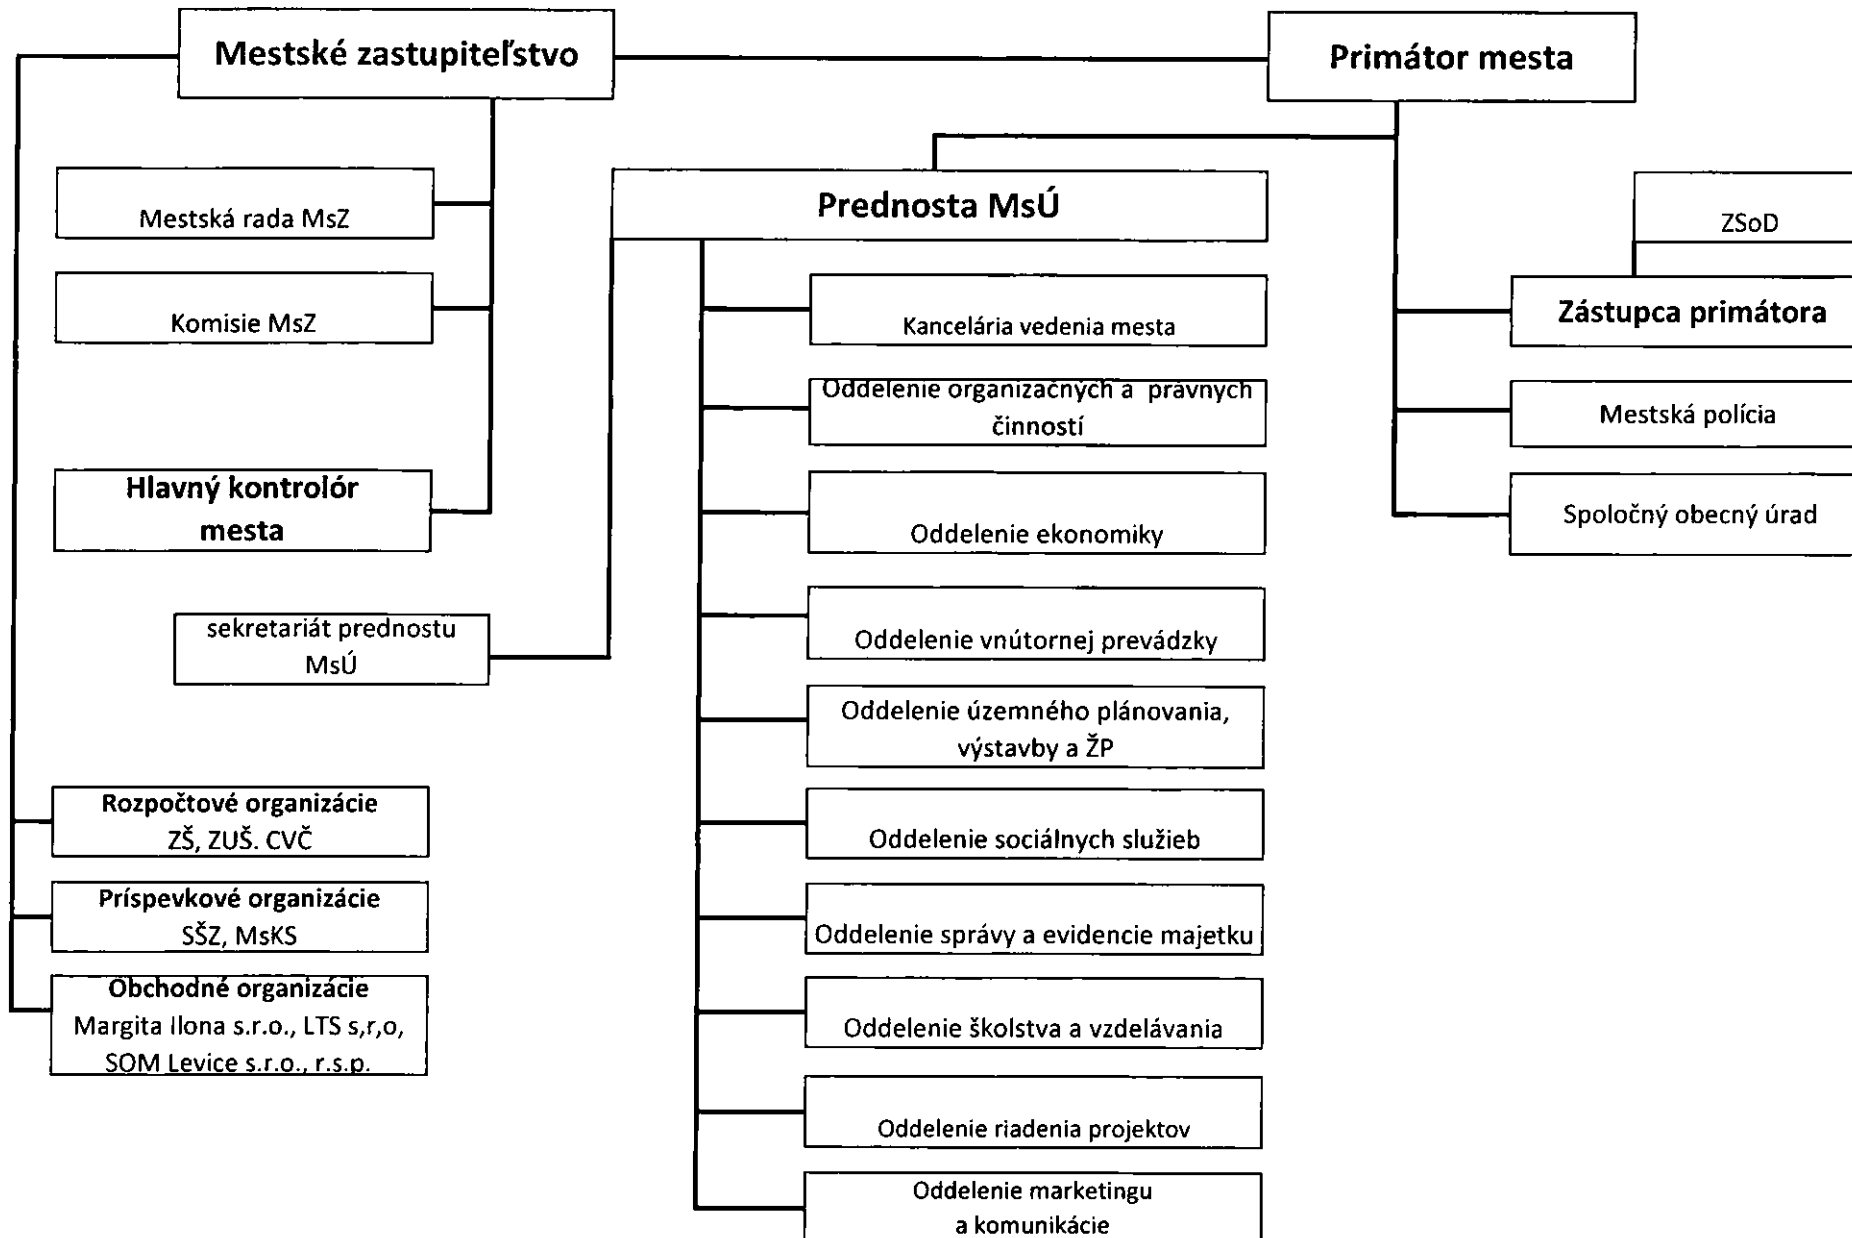 Mestské zastupiteľstvo
Primátor mesta
Mestská rada MsZ
Prednosta MsÚ
ZSoD
Komisie MsZ
Kancelária vedenia mesta
Zástupca primátora
Oddelenie organizačných a právnych
činností
Mestská polícia
Hlavný kontrolór
mesta
Oddelenie ekonomiky
Spoločný obecný úrad
sekretariát prednostu
MsÚ
Oddelenie vnútornej prevádzky
Oddelenie územného plánovania,
výstavby a ŽP
Rozpočtové organizácie
ZŠ, ZUŠ. CVČ
Oddelenie sociálnych služieb
Príspevkové organizácie
SŠZ, MsKS
Oddelenie správy a evidencie majetku
Obchodné organizácie
Margita Ilona s.r.o., LTS s,r,o,
SOM Levice s.r.o., r.s.p.
Oddelenie školstva a vzdelávania
Oddelenie riadenia projektov
Oddelenie marketingu
a komunikácie